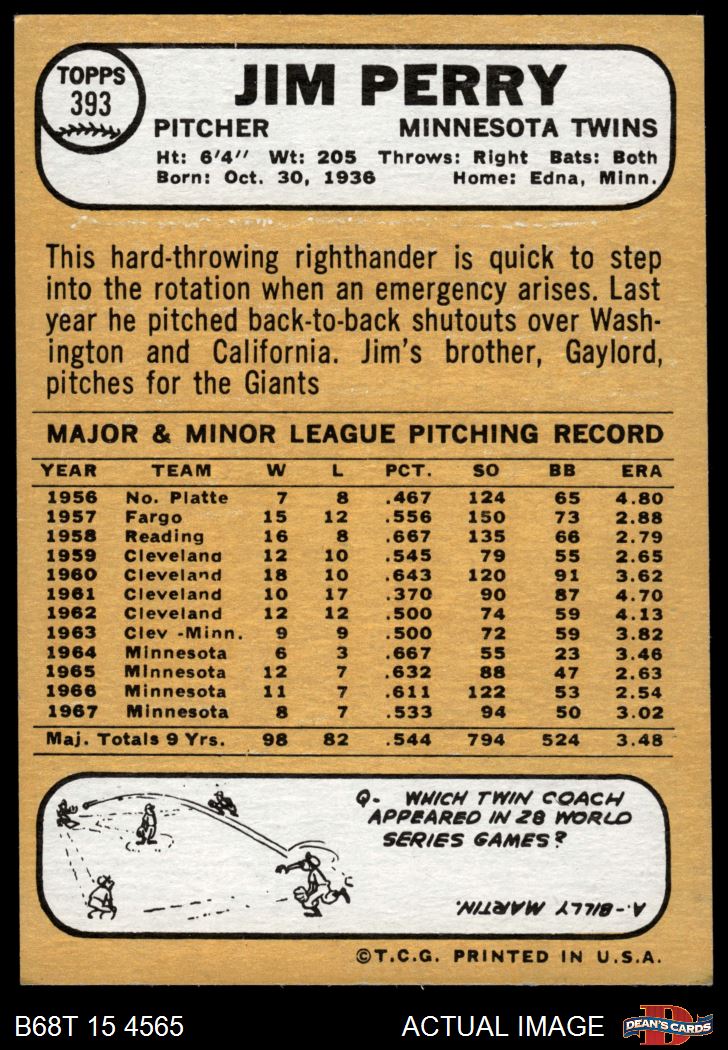 TOPPS
393
JIM PERRY
PITCHER MINNESOTA TWINS
Ht: 6'4" Wt: 205 Throws: Right Bats: Both
Born: Oct. 30, 1936 Home: Edna, Minn.
This hard-throwing righthander is quick to step
into the rotation when an emergency arises. Last
year he pitched back-to-back shutouts over Wash-
ington and California. Jim's brother, Gaylord,
pitches for the Giants
MAJOR & MINOR LEAGUE PITCHING RECORD
YEAR TEAM W L PCT. SO BB ERA
1956 No. Platte 7 8 .467 124 65 4.80
1957 Fargo 15 12 .556 150 73 2.88
1958 Reading 16 8 .667 135 66 2.79
1959 Cleveland 12 10 .545 79 55 2.65
1960 Cleveland 18 10 .643 120 91 3.62
1961 Cleveland 10 17 .370 90 87 4.70
1962 Cleveland 12 12 .500 74 59 4.13
1963 Clev -Minn. 9 9 .500 72 59 3.82
1964 Minnesota 6 3 .667 55 23 3.46
1965 Minnesota 12 7 .632 88 47 2.63
1966 Minnesota 11 7 .611 122 53 2.54
1967 Minnesota 8 7 .533 94 50 3.02
Maj. Totals 9 Yrs. 98 82 .544 794 524 3.48
Q- WHICH TWIN COACH
APPEARED IN 28 WORLD
SERIES GAMES?
A-BILLY MARTIN.
©T.C.G. PRINTED IN U.S.A.
B68T 15 4565 ACTUAL IMAGE
D
DEAN'S CARDS